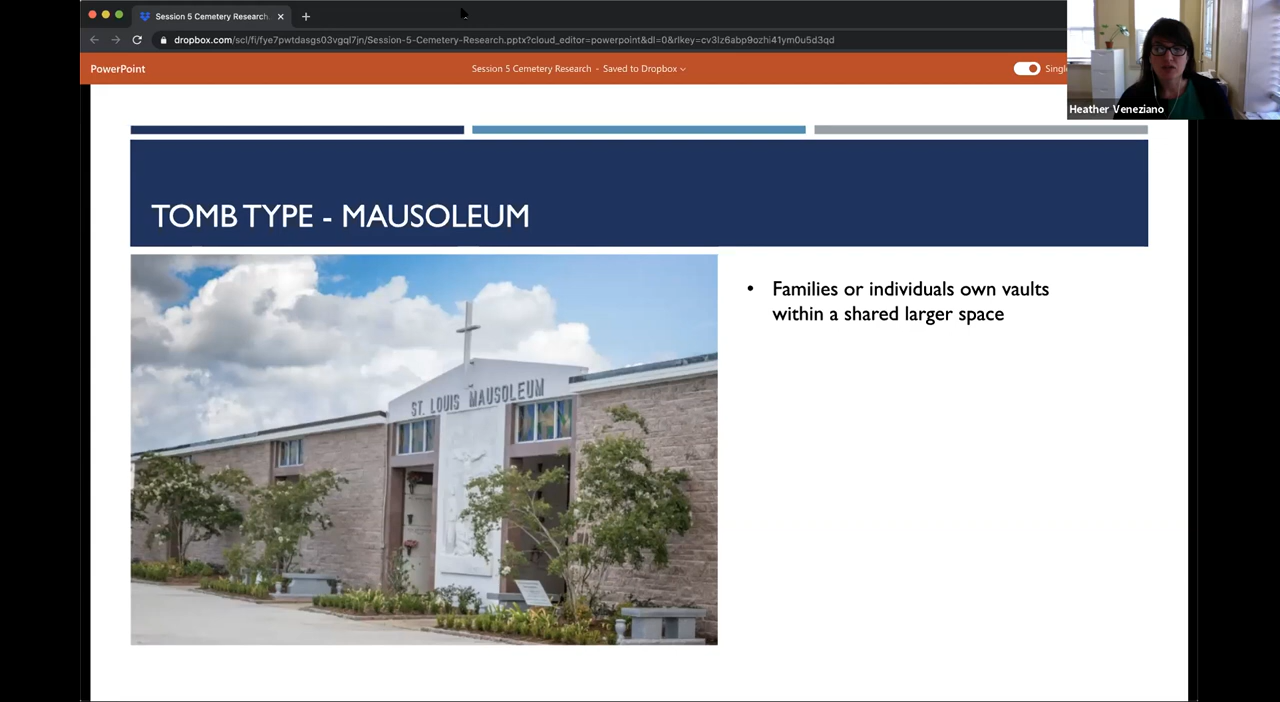 Session 5 Cemetery Research
dropbox.com/scl/fi/fye7pwtdasgs03vgql7jn/Session-5-Cemetery-Research.pptx?cloud_editor=powerpoint&dl=0&rlkey=cv3lz6abp9ozhi41ym0u5d3qd
PowerPoint
Session 5 Cemetery Research - Saved to Dropbox
Singl
Heather Veneziano
TOMB TYPE - MAUSOLEUM
• Families or individuals own vaults
within a shared larger space
ST. LOUIS MAUSOLEUM